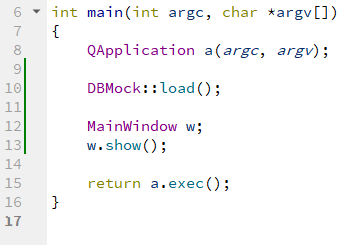 6 int main(int argc, char *argv[])
7 {
8     QApplication a(argc, argv);
9
10     DBMock::load();
11
12     MainWindow w;
13     w.show();
14
15     return a.exec();
16 }
17